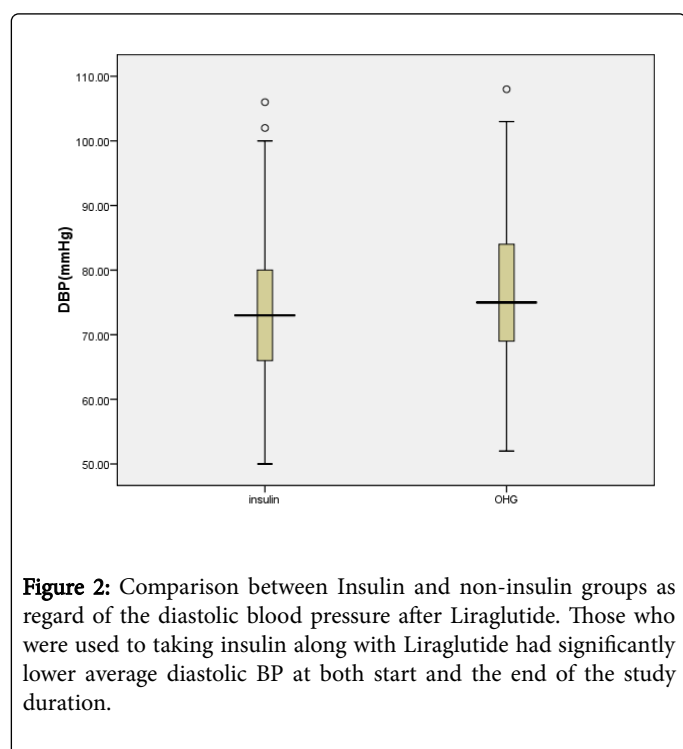 110.00
100.00
90.00
80.00
70.00
60.00
50.00
DBP(mmHg)
insulin
OHG
Figure 2: Comparison between Insulin and non-insulin groups as
regard of the diastolic blood pressure after Liraglutide. Those who
were used to taking insulin along with Liraglutide had significantly
lower average diastolic BP at both start and the end of the study
duration.